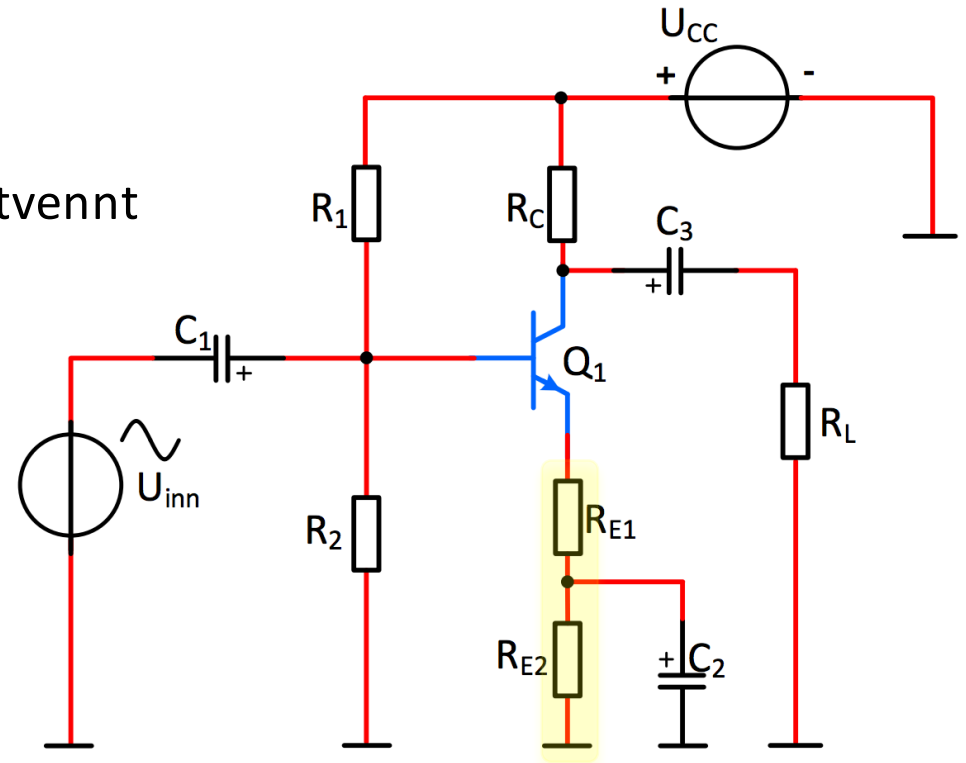 U_CC
+ -
tvennt
R_1
R_C
C_3
+
C_1
+
Q_1
R_L
U_inn
R_2
R_E1
R_E2
+ C_2